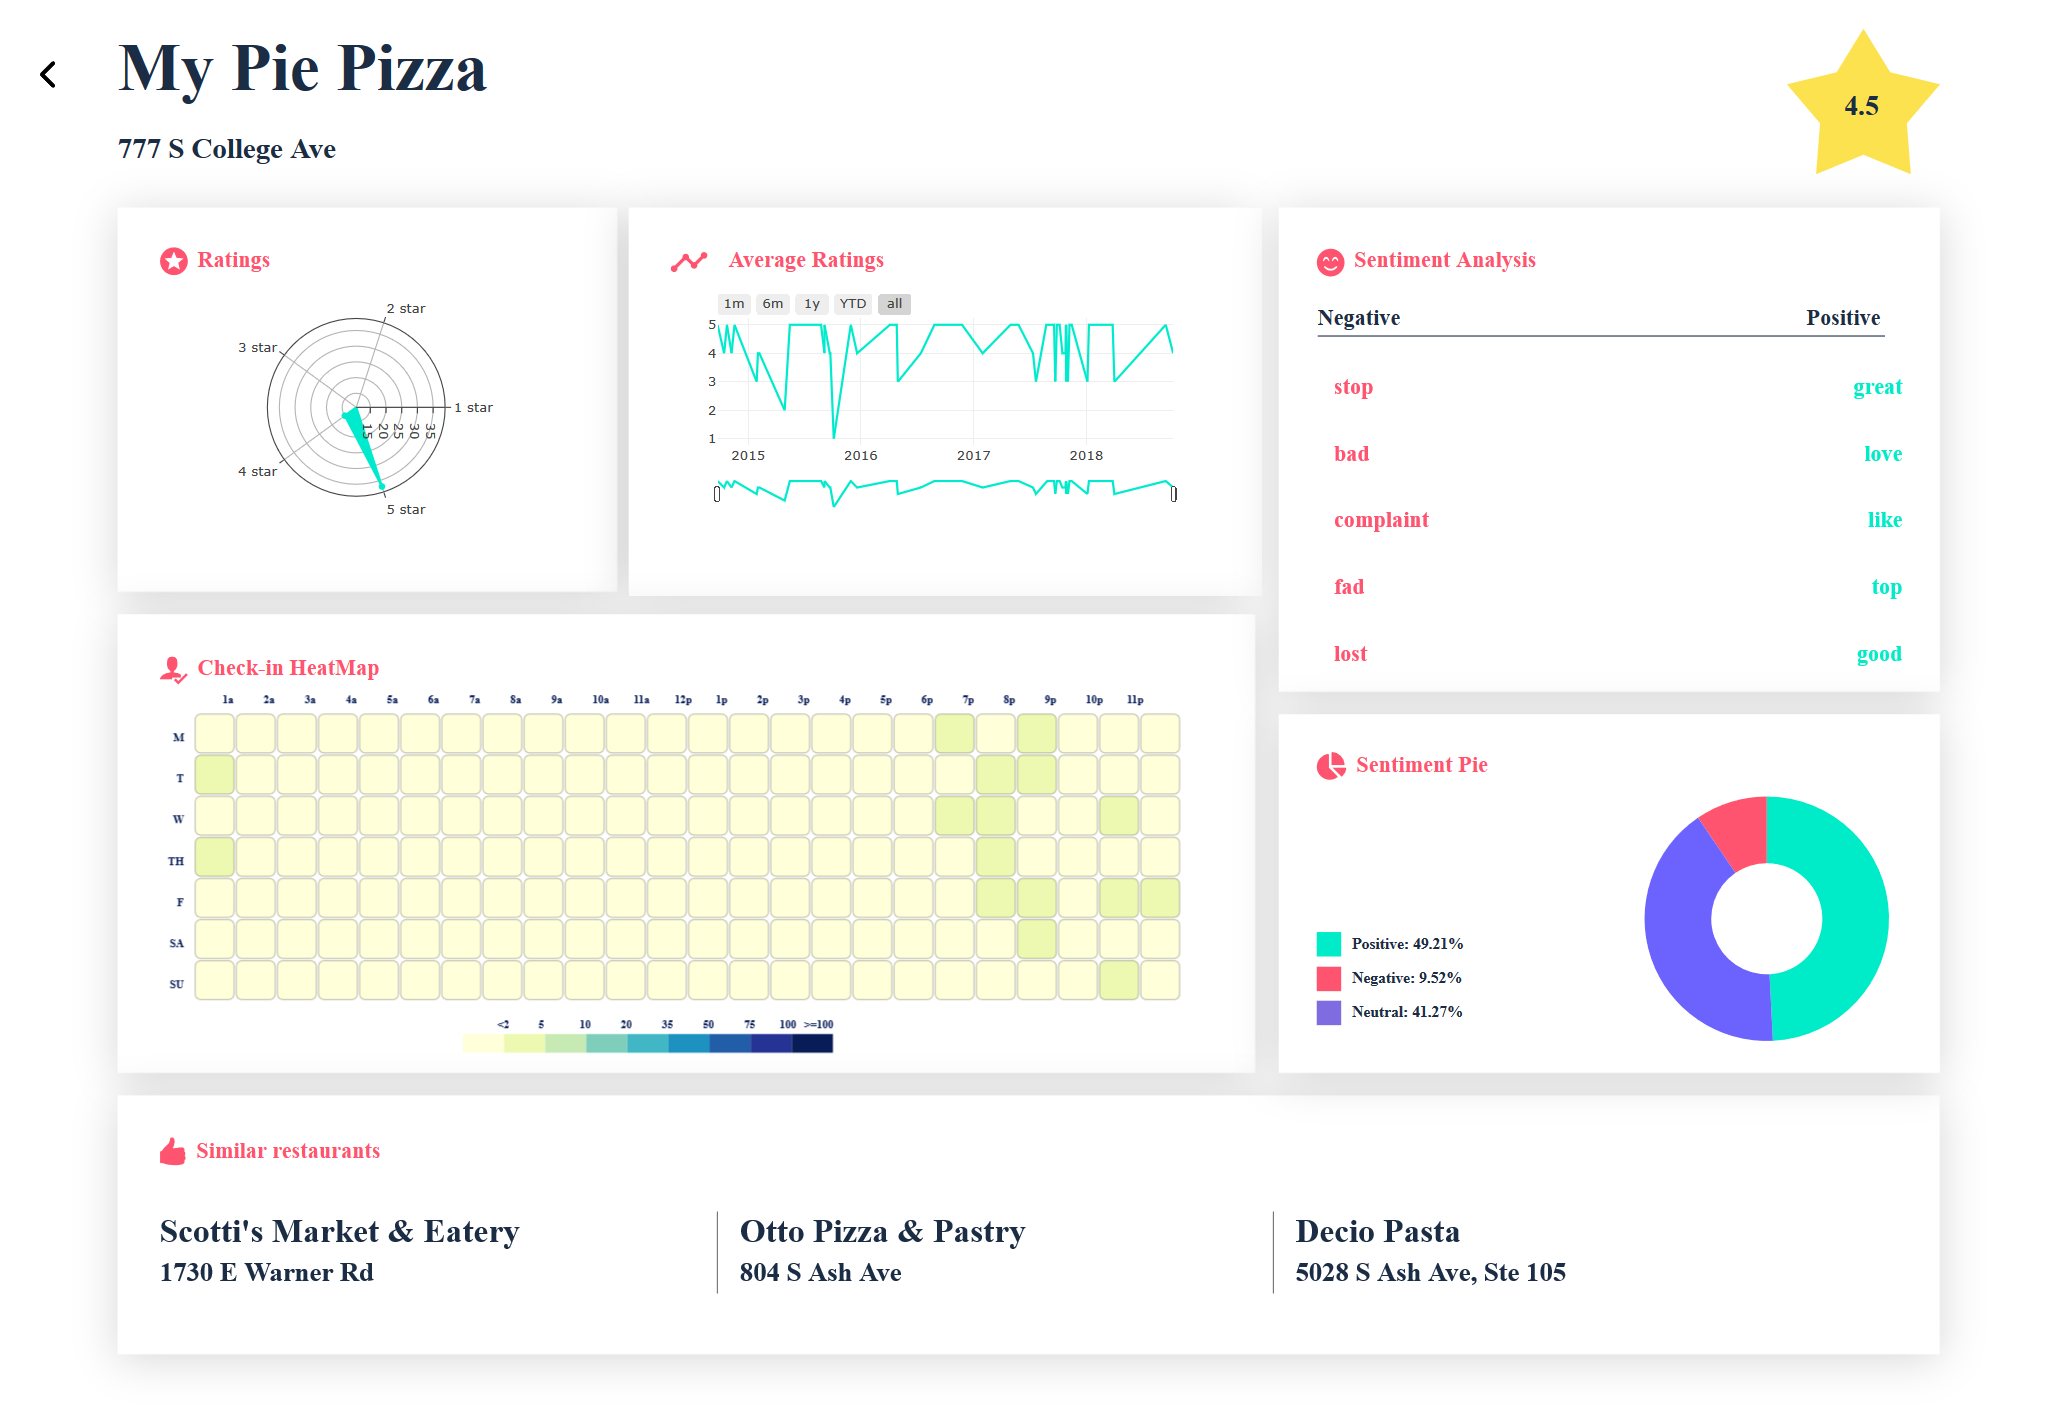 My Pie Pizza
777 S College Ave
4.5
Ratings
2 star
3 star
1 star
15
20
25
30
35
4 star
5 star
Average Ratings
1m 6m 1y YTD all
5
4
3
2
1
2015 2016 2017 2018
Sentiment Analysis
Negative Positive
stop great
bad love
complaint like
fad top
lost good
Check-in HeatMap
1a 2a 3a 4a 5a 6a 7a 8a 9a 10a 11a 12p 1p 2p 3p 4p 5p 6p 7p 8p 9p 10p 11p
M
T
W
TH
F
SA
SU
<2 5 10 20 35 50 75 100 >=100
Sentiment Pie
Positive: 49.21%
Negative: 9.52%
Neutral: 41.27%
Similar restaurants
Scotti's Market & Eatery
1730 E Warner Rd
Otto Pizza & Pastry
804 S Ash Ave
Decio Pasta
5028 S Ash Ave, Ste 105